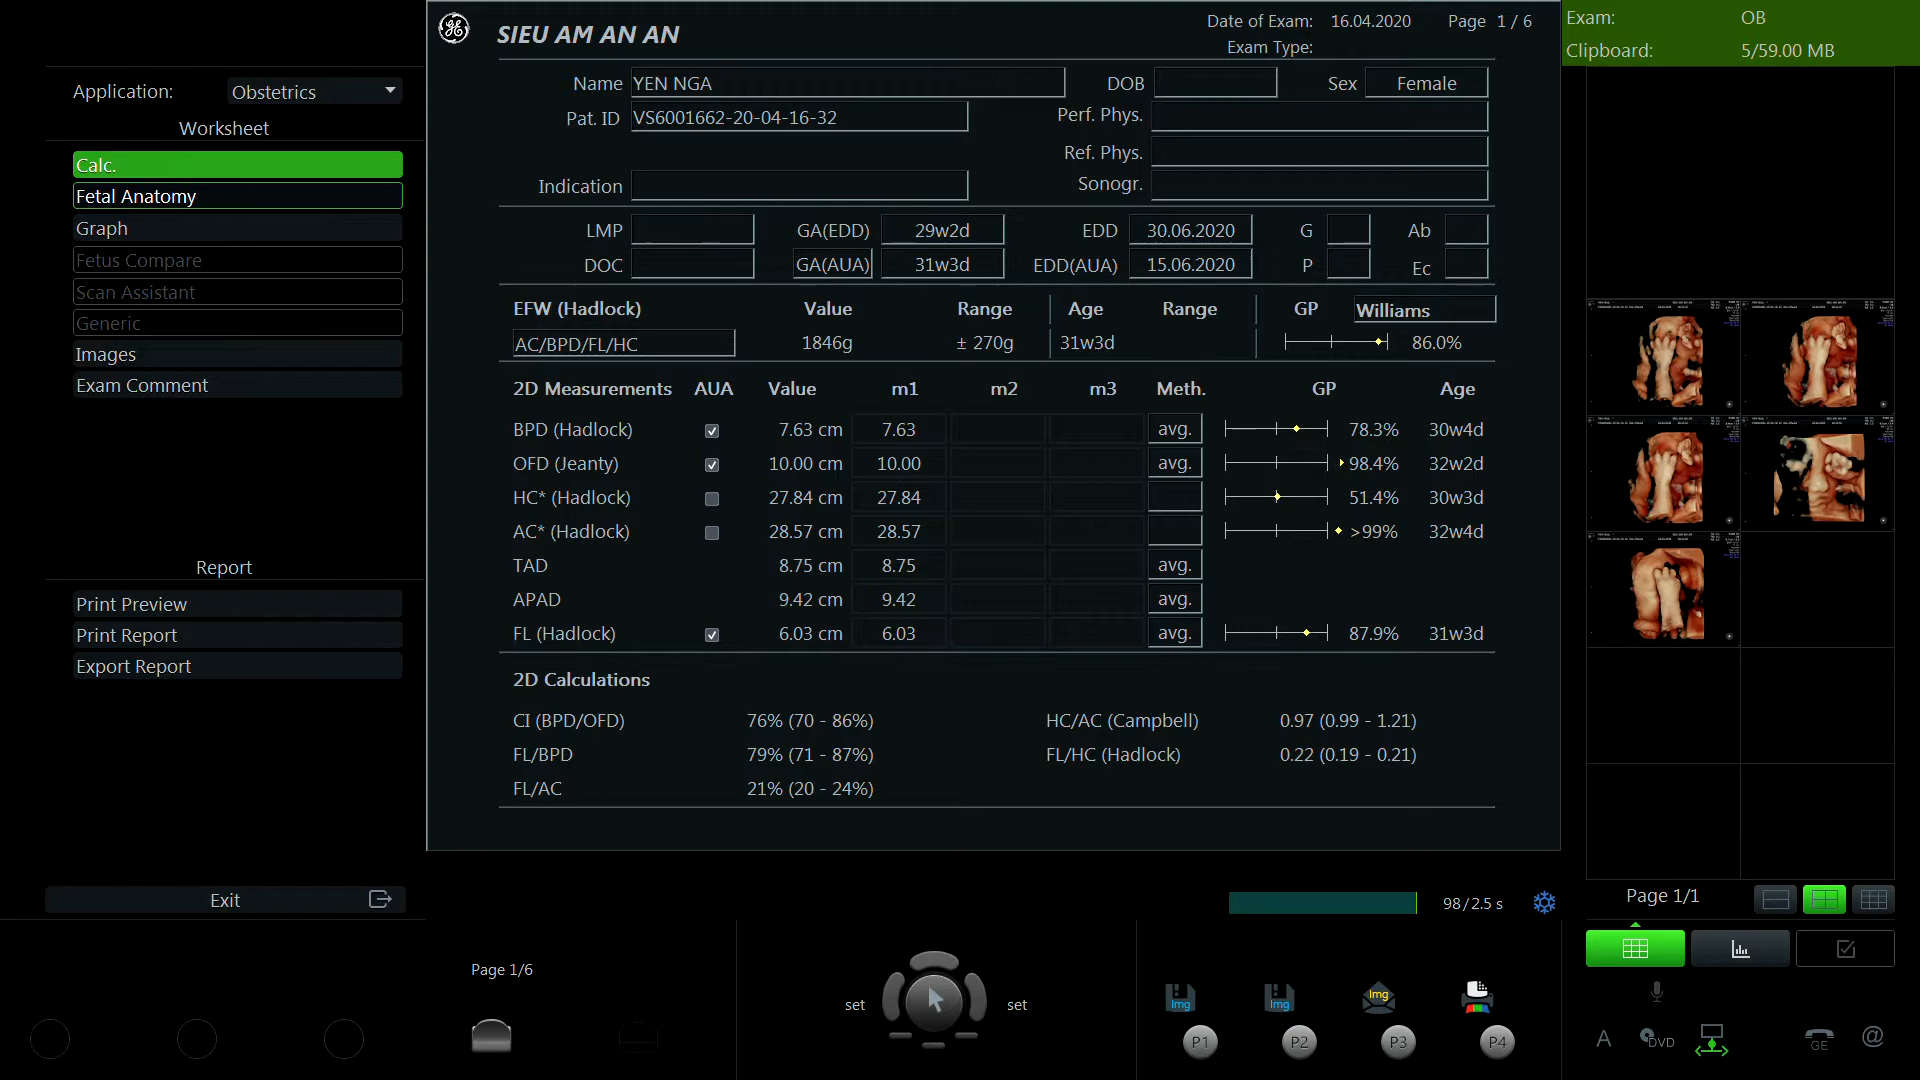 SIEU AM AN AN
Date of Exam: 16.04.2020 Page 1 / 6
Exam Type:
Exam: OB
Clipboard: 5/59.00 MB
Application: Obstetrics
Worksheet
Calc.
Fetal Anatomy
Graph
Fetus Compare
Scan Assistant
Generic
Images
Exam Comment
Report
Print Preview
Print Report
Export Report
Exit
Name YEN NGA DOB Sex Female
Pat. ID VS6001662-20-04-16-32 Perf. Phys.
Ref. Phys.
Indication Sonogr.
LMP GA(EDD) 29w2d EDD 30.06.2020 G Ab
DOC GA(AUA) 31w3d EDD(AUA) 15.06.2020 P Ec
EFW (Hadlock) Value Range Age Range GP Williams
AC/BPD/FL/HC 1846g ± 270g 31w3d 86.0%
2D Measurements AUA Value m1 m2 m3 Meth. GP Age
BPD (Hadlock) 7.63 cm 7.63 avg. 78.3% 30w4d
OFD (Jeanty) 10.00 cm 10.00 avg. 98.4% 32w2d
HC* (Hadlock) 27.84 cm 27.84 51.4% 30w3d
AC* (Hadlock) 28.57 cm 28.57 >99% 32w4d
TAD 8.75 cm 8.75 avg.
APAD 9.42 cm 9.42 avg.
FL (Hadlock) 6.03 cm 6.03 avg. 87.9% 31w3d
2D Calculations
CI (BPD/OFD) 76% (70 - 86%) HC/AC (Campbell) 0.97 (0.99 - 1.21)
FL/BPD 79% (71 - 87%) FL/HC (Hadlock) 0.22 (0.19 - 0.21)
FL/AC 21% (20 - 24%)
98/2.5 s
Page 1/1
Page 1/6
set set
Img Img Img
P1 P2 P3 P4
A DVD GE @